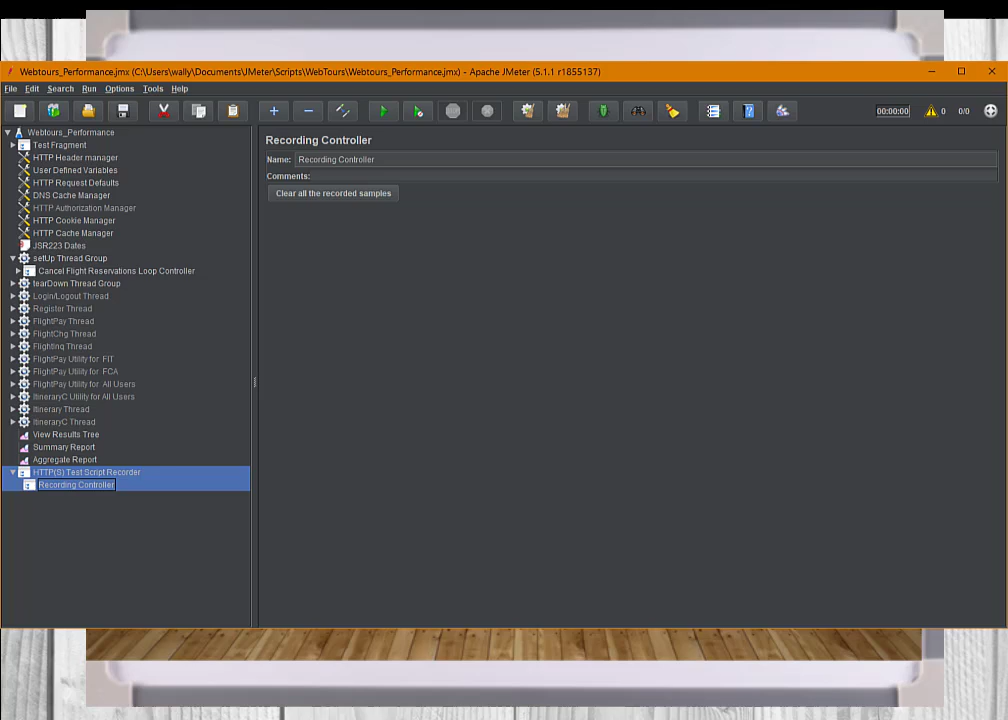 Webtours_Performance.jmx (C:\Users\wally\Documents\JMeter\Scripts\WebTours\Webtours_Performance.jmx) - Apache JMeter (5.1.1 r1855137)
File Edit Search Run Options Tools Help
00:00:00 0 0/0
Webtours_Performance
Test Fragment
HTTP Header manager
User Defined Variables
HTTP Request Defaults
DNS Cache Manager
HTTP Authorization Manager
HTTP Cookie Manager
HTTP Cache Manager
JSR223 Dates
setUp Thread Group
Cancel Flight Reservations Loop Controller
tearDown Thread Group
Login/Logout Thread
Register Thread
FlightPay Thread
FlightChg Thread
FlightInq Thread
FlightPay Utility for FIT
FlightPay Utility for FCA
FlightPay Utility for All Users
ItineraryC Utility for All Users
Itinerary Thread
ItineraryC Thread
View Results Tree
Summary Report
Aggregate Report
HTTP(S) Test Script Recorder
Recording Controller
Recording Controller
Name: Recording Controller
Comments:
Clear all the recorded samples